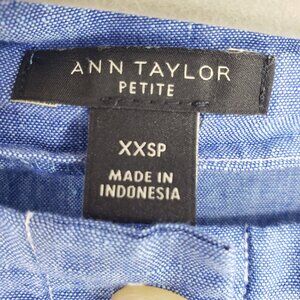 ANN TAYLOR
PETITE
XXSP
MADE IN
INDONESIA